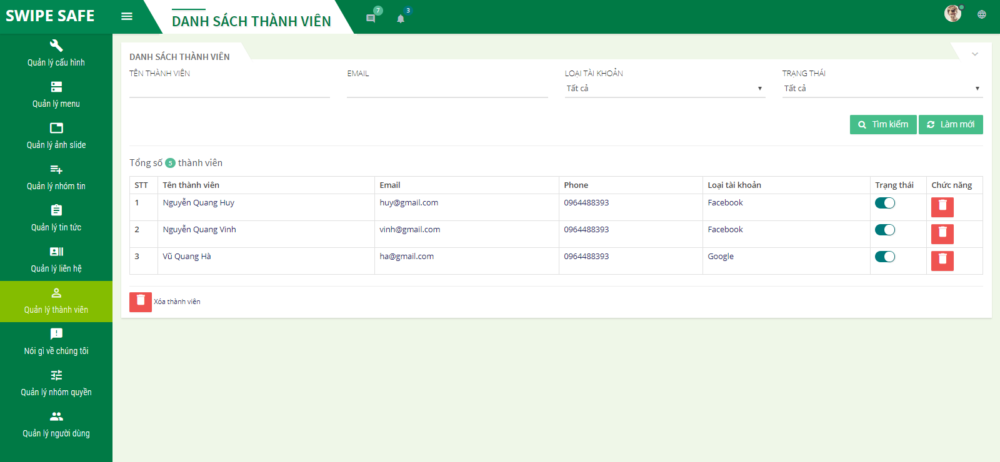 SWIPE SAFE
DANH SÁCH THÀNH VIÊN
7
3
Quản lý cấu hình
Quản lý menu
Quản lý ảnh slide
Quản lý nhóm tin
Quản lý tin tức
Quản lý liên hệ
Quản lý thành viên
Nói gì về chúng tôi
Quản lý nhóm quyền
Quản lý người dùng
DANH SÁCH THÀNH VIÊN
TÊN THÀNH VIÊN EMAIL LOẠI TÀI KHOẢN TRẠNG THÁI
Tất cả Tất cả
Tìm kiếm Làm mới
Tổng số 5 thành viên
STT Tên thành viên Email Phone Loại tài khoản Trạng thái Chức năng
1 Nguyễn Quang Huy huy@gmail.com 0964488393 Facebook
2 Nguyễn Quang Vinh vinh@gmail.com 0964488393 Facebook
3 Vũ Quang Hà ha@gmail.com 0964488393 Google
Xóa thành viên